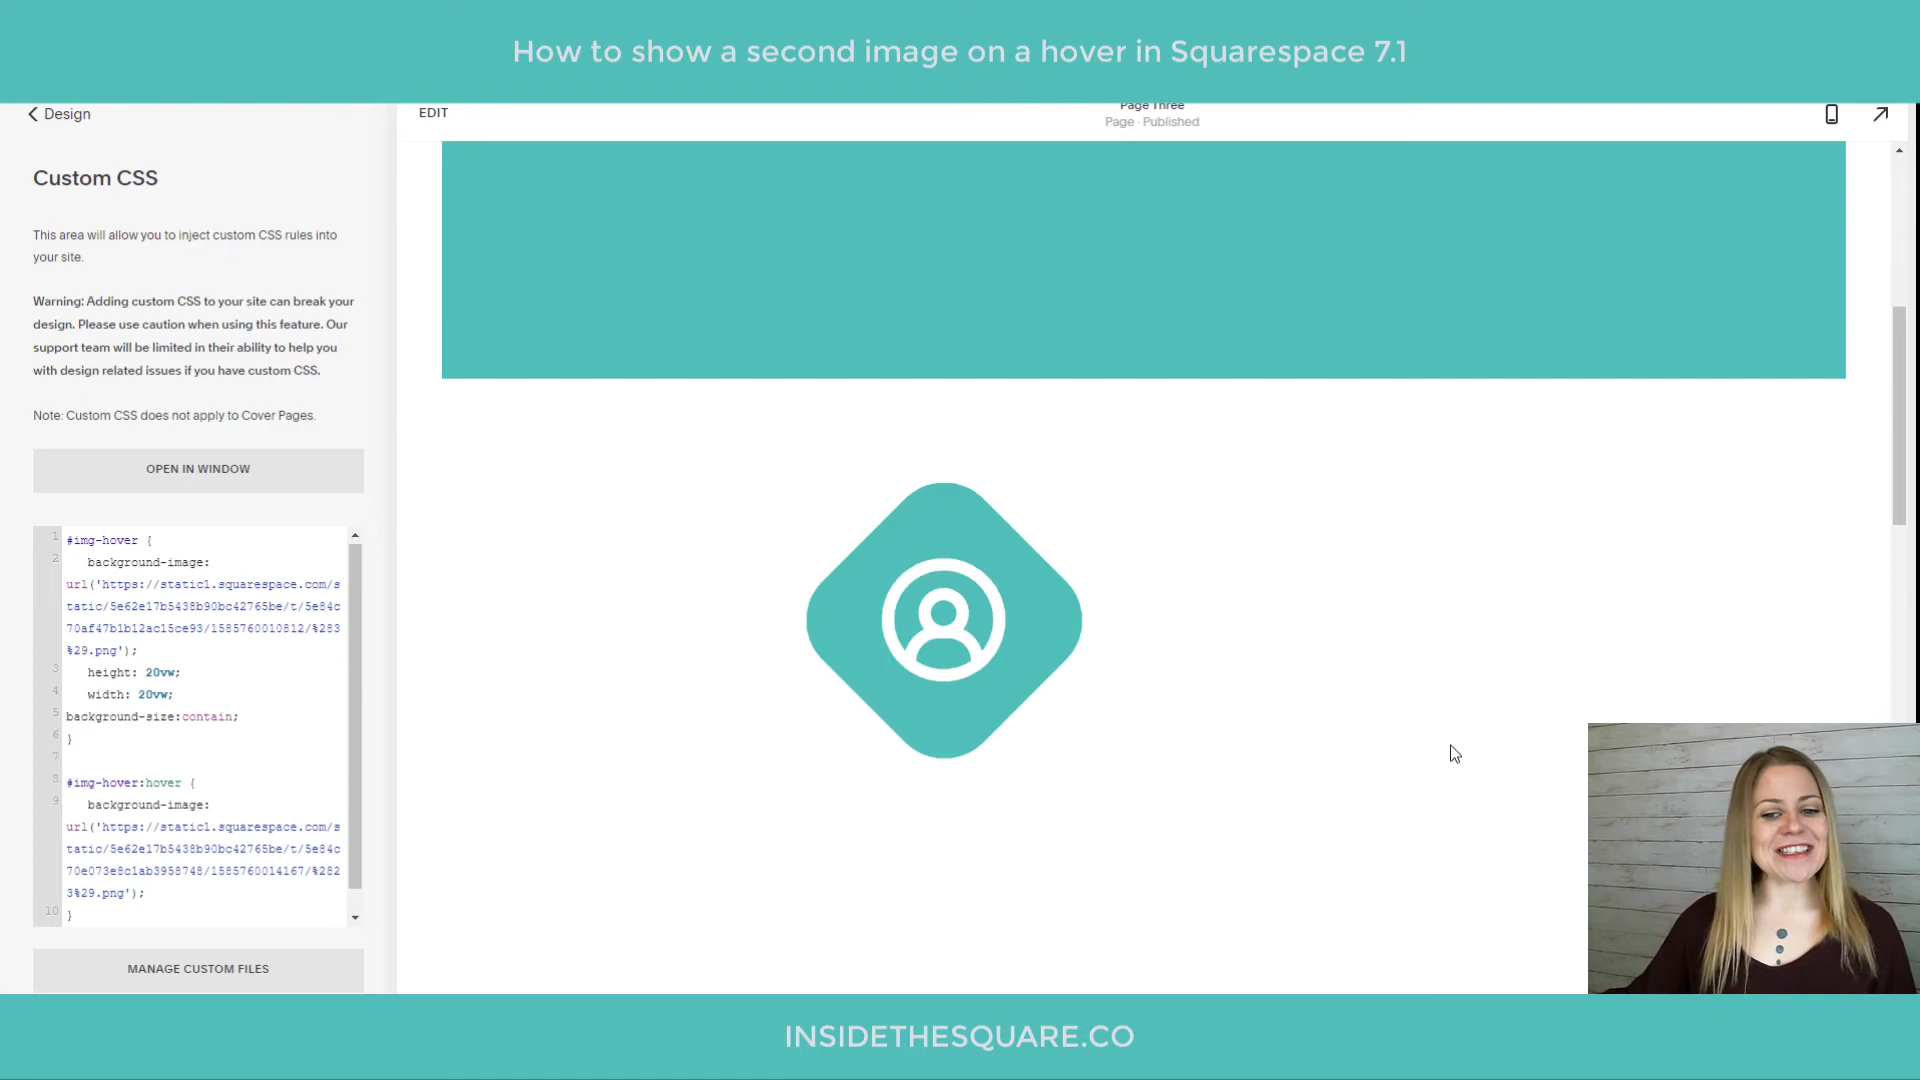 How to show a second image on a hover in Squarespace 7.1
Design
EDIT
Page Three
Page · Published
Custom CSS
This area will allow you to inject custom CSS rules into
your site.
Warning: Adding custom CSS to your site can break your
design. Please use caution when using this feature. Our
support team will be limited in their ability to help you
with design related issues if you have custom CSS.
Note: Custom CSS does not apply to Cover Pages.
OPEN IN WINDOW
1 #img-hover {
2 background-image:
url('https://static1.squarespace.com/s
tatic/5e62e17b5438b90bc42765be/t/5e84c
70af47b1b12ac15ce93/1585760010812/%283
%29.png');
3 height: 20vw;
4 width: 20vw;
5 background-size:contain;
6 }
7
8 #img-hover:hover {
9 background-image:
url('https://static1.squarespace.com/s
tatic/5e62e17b5438b90bc42765be/t/5e84c
70e073e8c1ab3958748/1585760014167/%282
3%29.png');
10 }
MANAGE CUSTOM FILES
INSIDETHESQUARE.CO